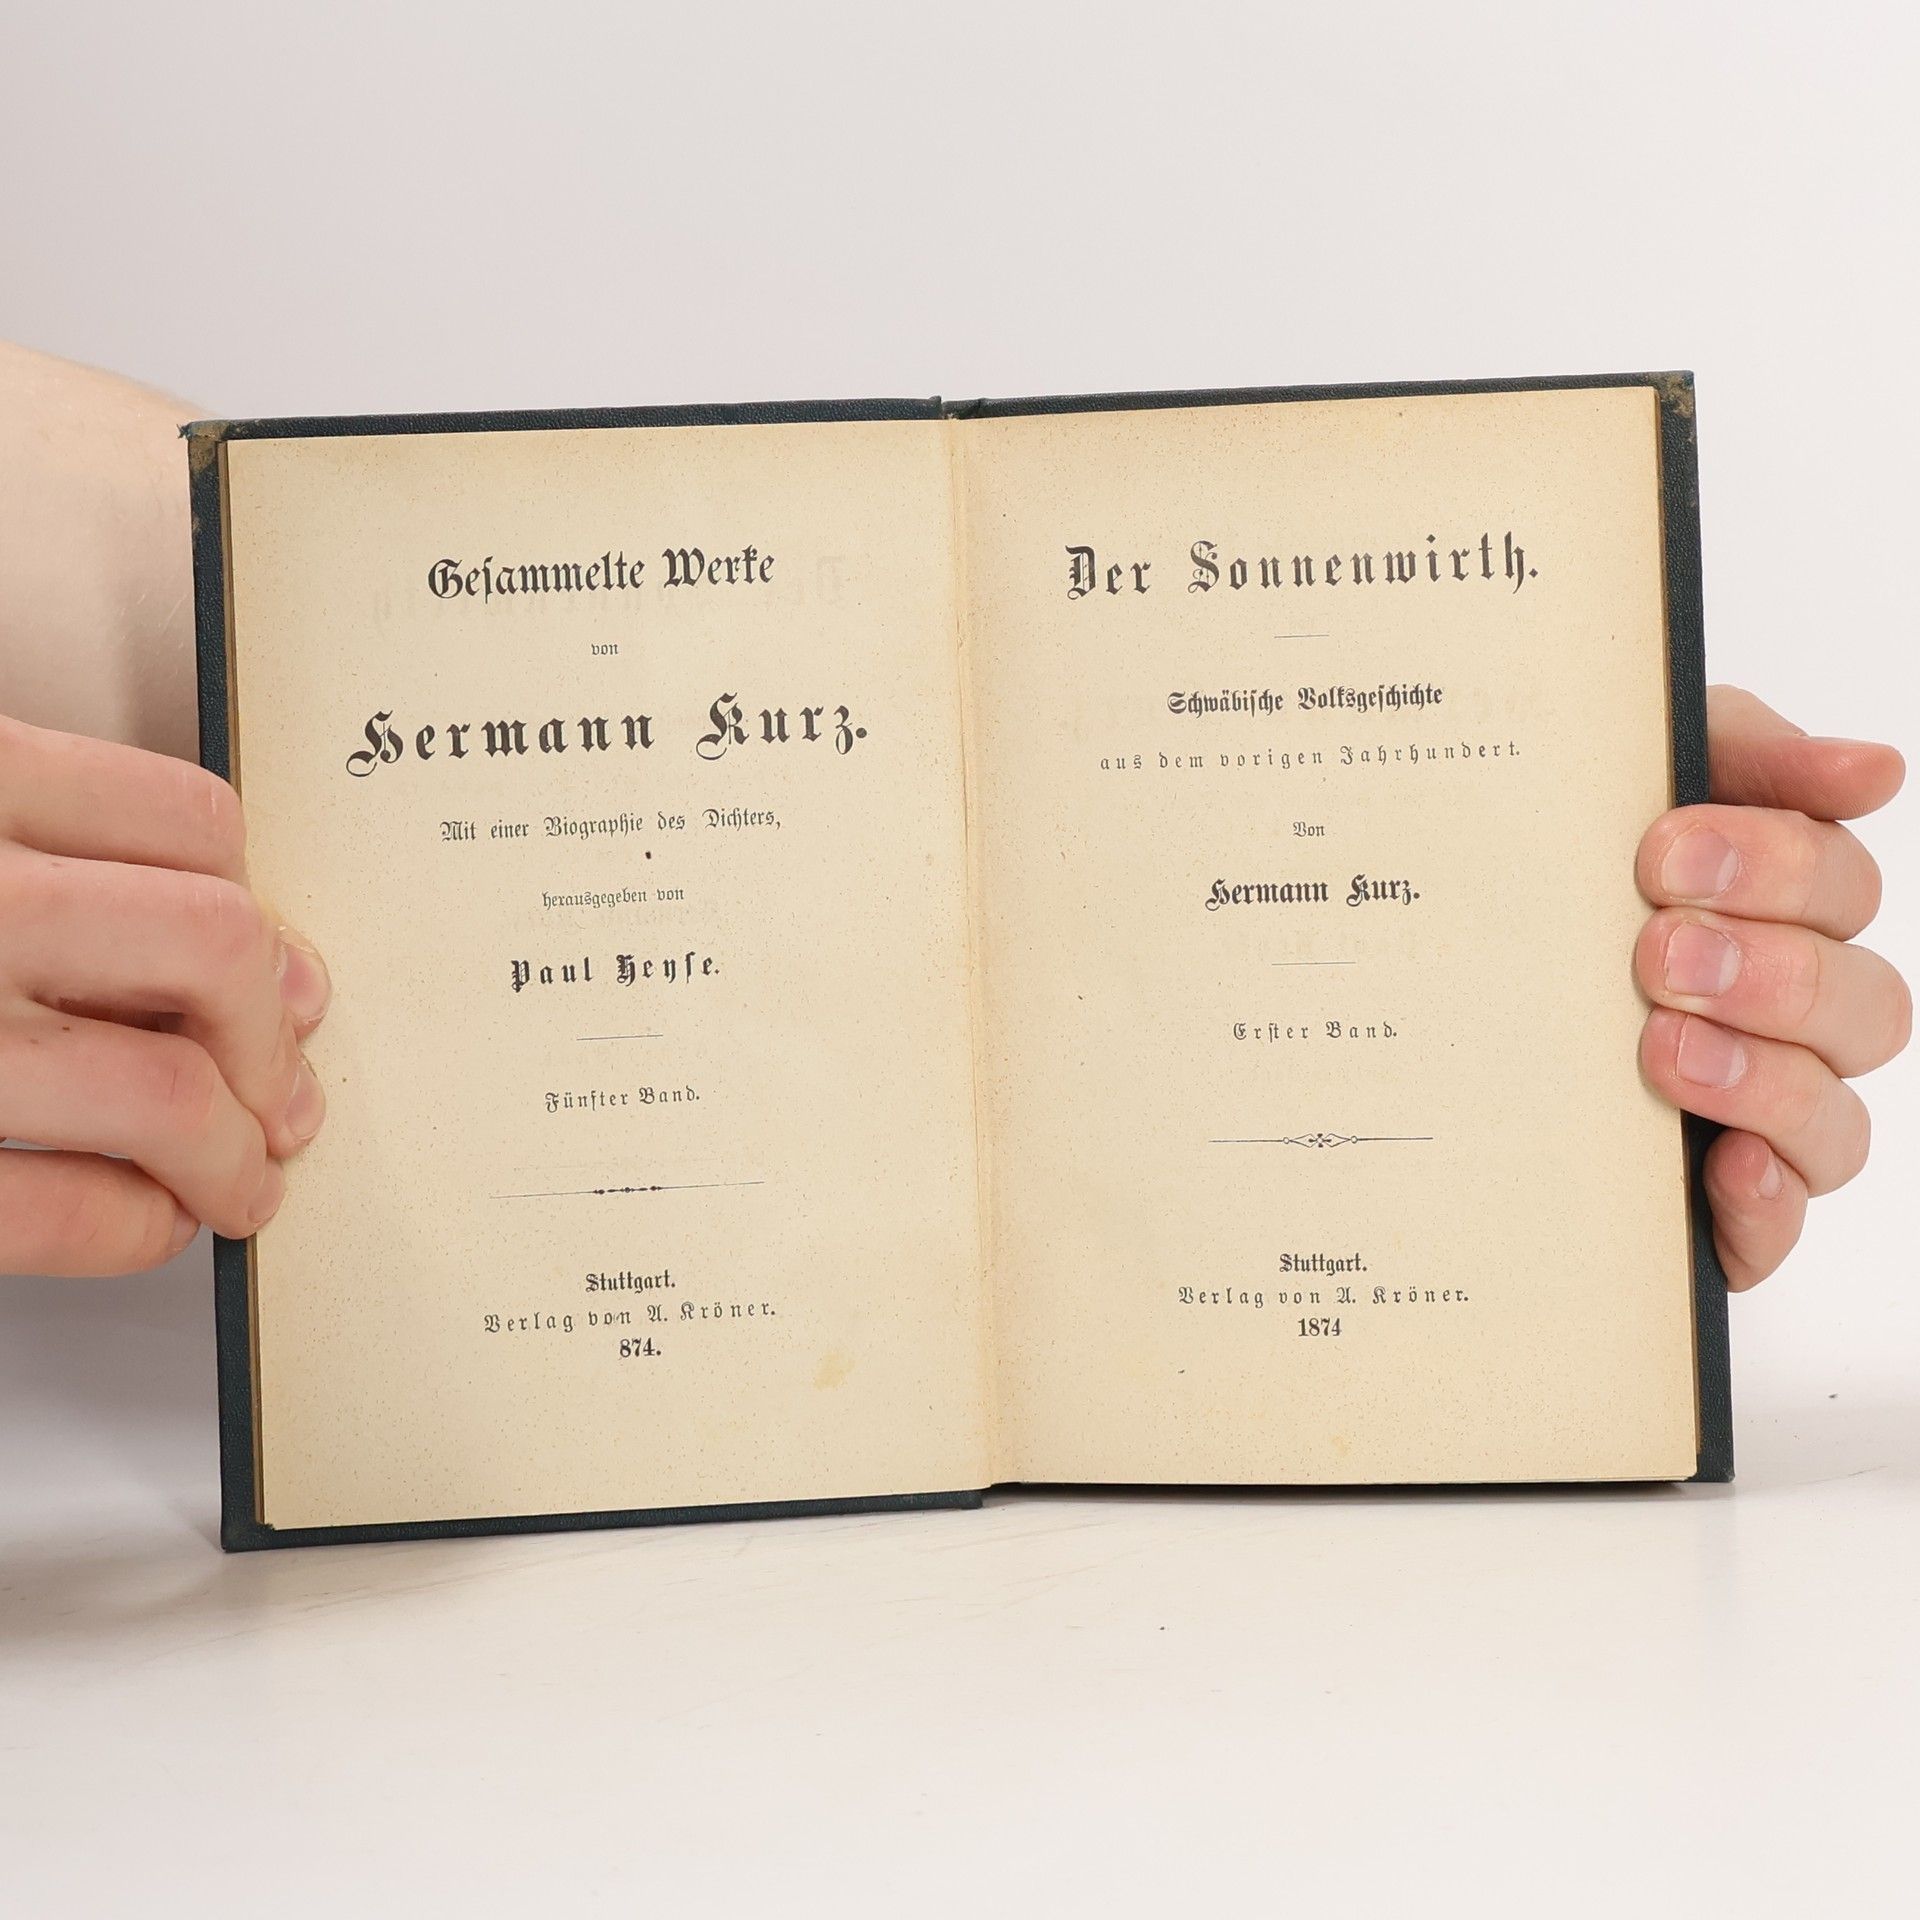 Gesammelte Werke
von
Hermann Kurz.
Mit einer Biographie des Dichters,
herausgegeben von
Paul Heyse.
Fünfter Band.
Stuttgart.
Verlag von A. Kröner.
874.
Der Sonnenwirth.
Schwäbische Volksgeschichte
aus dem vorigen Jahrhundert.
Von
Hermann Kurz.
Erster Band.
Stuttgart.
Verlag von A. Kröner.
1874